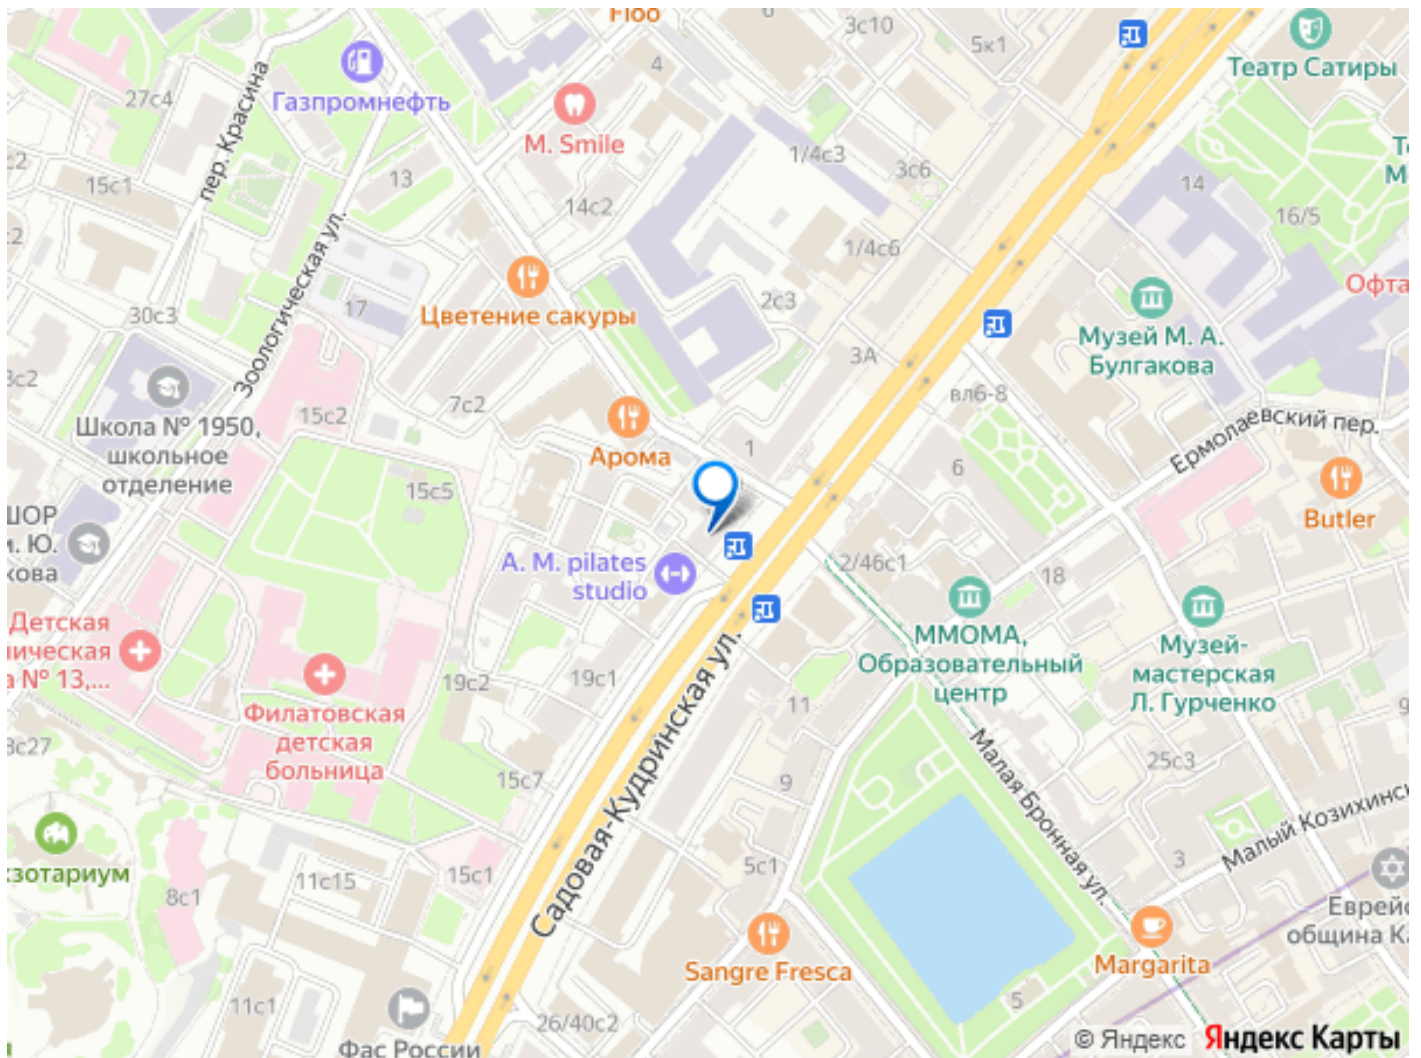 Floo
6
3с10
5к1
Театр Сатиры
4
Газпромнефть
27с4
пер. Красина
M. Smile
1/4с3
3с6
15с1
13
14
14с2
16/5
Зоологическая ул.
1/4с6
17
2с3
30с3
Цветение сакуры
Музей М. А.
Булгакова
3А
вл6-8
7с2
15с2
Школа № 1950,
школьное
отделение
Арома
1
6
Ермолаевский пер.
15с5
Butler
A. M. pilates
studio
2/46с1
18
ММОМА,
Образовательный
центр
Музей-
мастерская
Л. Гурченко
Детская
19с2
19с1
11
Филатовская
детская
больница
Садовая-Кудринская ул.
Малая Бронная ул.
25с3
15с7
9
Малый Козихинск
3
5с1
15с1
11с15
8с1
Sangre Fresca
Margarita
11с1
5
26/40с2
Фас России
© Яндекс Яндекс Карты